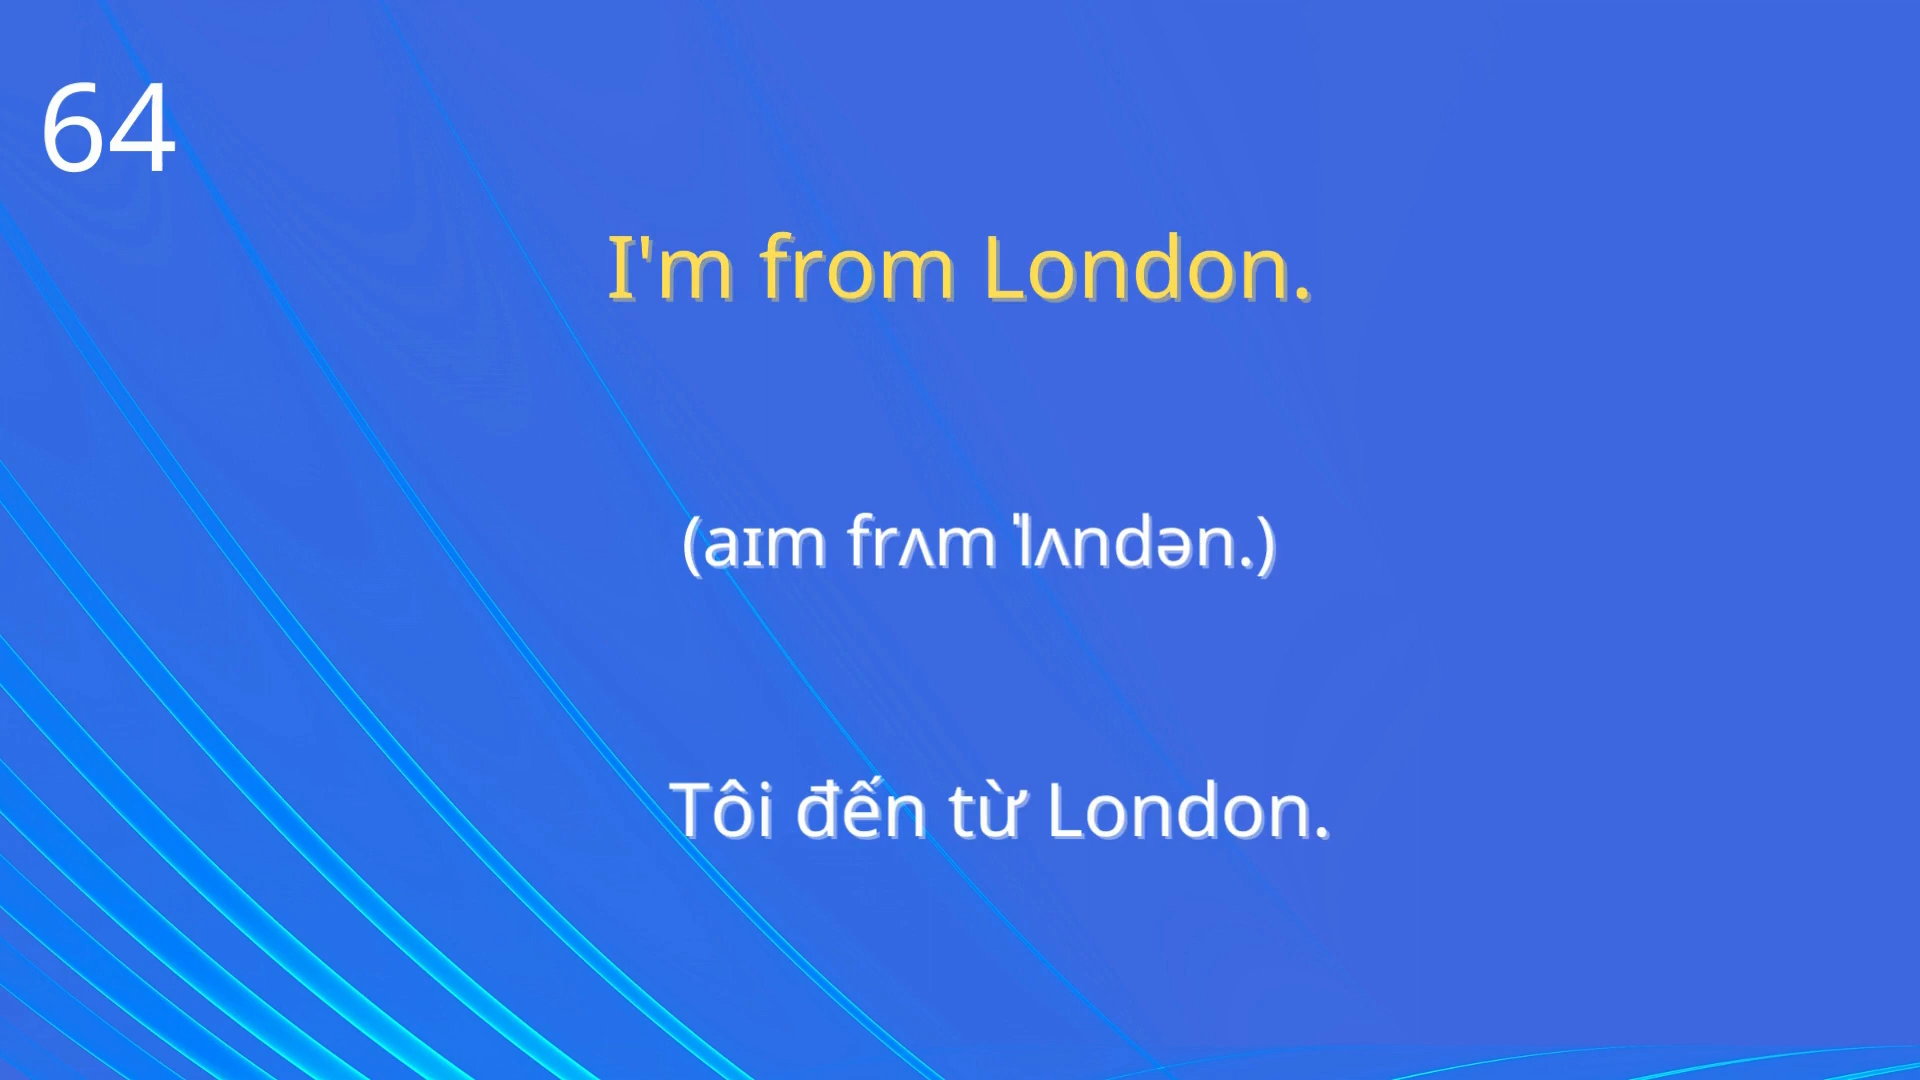 64
I'm from London.
(aɪm frʌm ˈlʌndən.)
Tôi đến từ London.